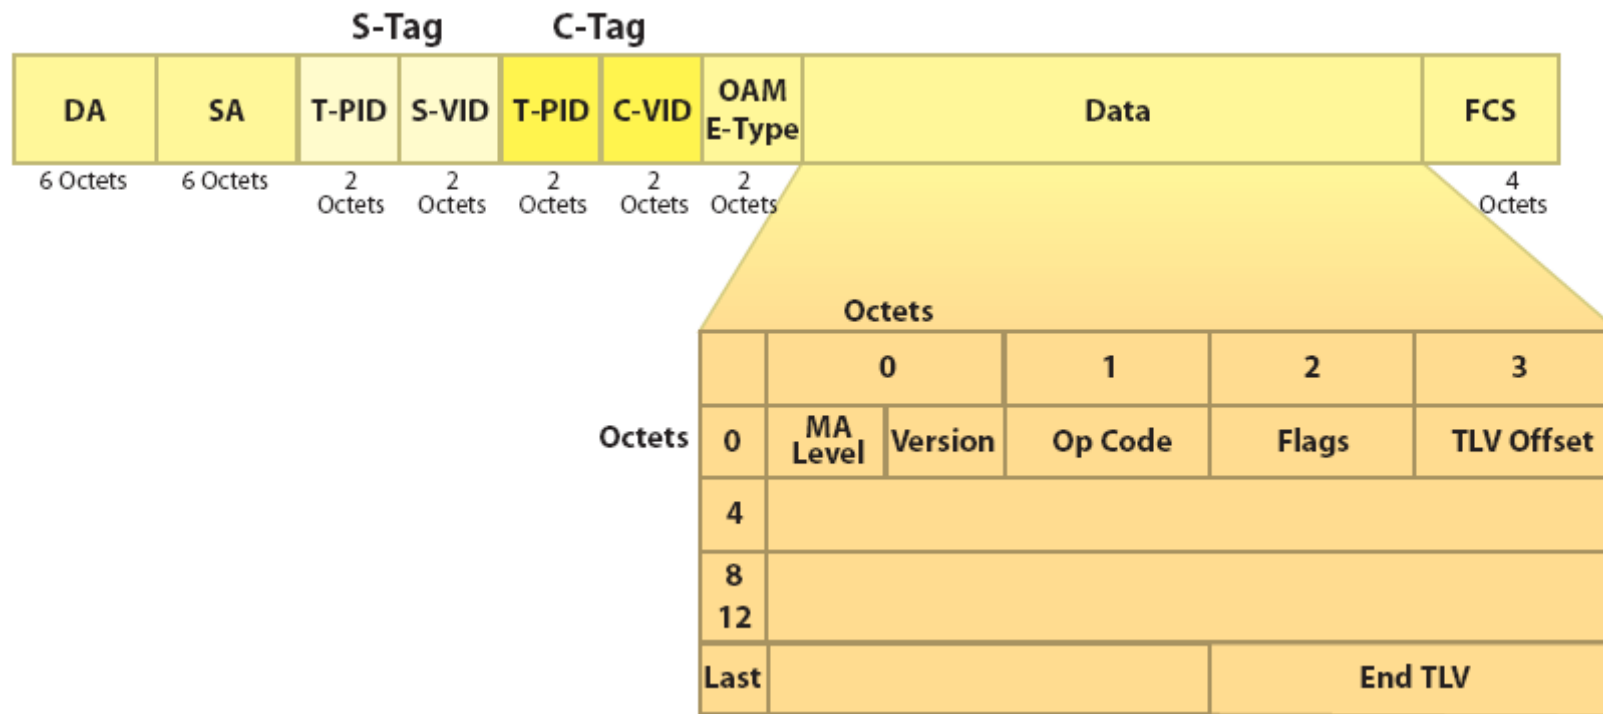 S-Tag C-Tag
DA SA T-PID S-VID T-PID C-VID OAM E-Type Data FCS
6 Octets 6 Octets 2 Octets 2 Octets 2 Octets 2 Octets 2 Octets 4 Octets
Octets
0 1 2 3
Octets 0 MA Level Version Op Code Flags TLV Offset
4
8
12
Last End TLV